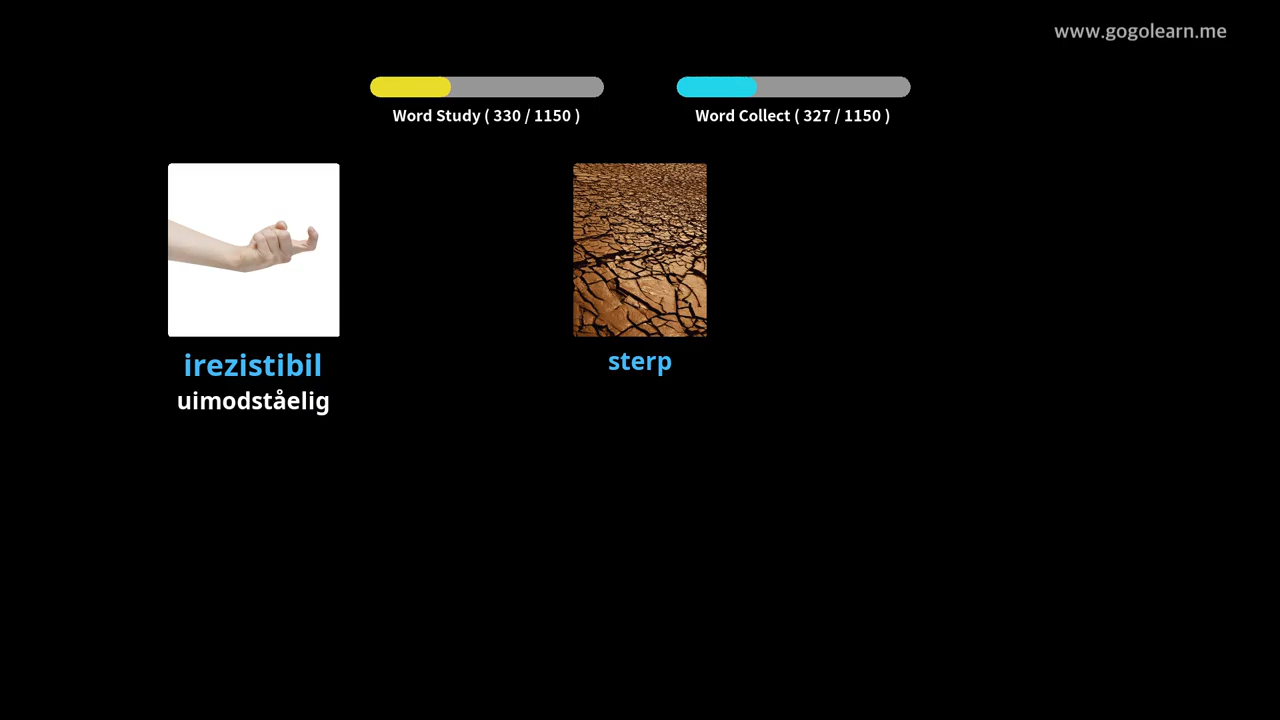 www.gogolearn.me
Word Study ( 330 / 1150 )
Word Collect ( 327 / 1150 )
irezistibil
uimodståelig
sterp